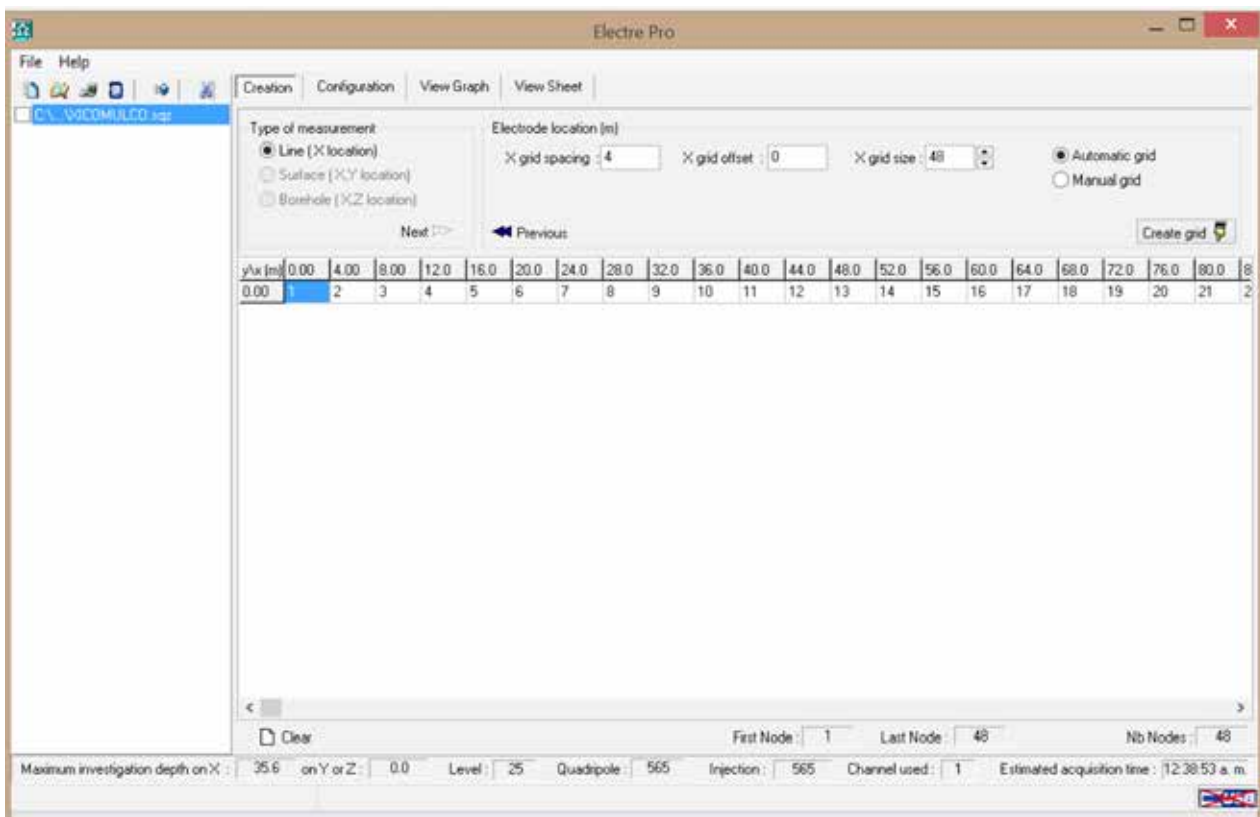 Electre Pro
File Help
Creation Configuration View Graph View Sheet
C:\...\XICOMULCO.sqz
Type of measurement Electrode location (m)
Line (X location) X grid spacing : 4 X grid offset : 0 X grid size : 48 Automatic grid
Surface (X,Y location) Manual grid
Borehole (X,Z location)
Next Previous Create grid
y\x (m) 0.00 4.00 8.00 12.0 16.0 20.0 24.0 28.0 32.0 36.0 40.0 44.0 48.0 52.0 56.0 60.0 64.0 68.0 72.0 76.0 80.0 8
0.00 1 2 3 4 5 6 7 8 9 10 11 12 13 14 15 16 17 18 19 20 21 2
Clear First Node : 1 Last Node : 48 Nb Nodes : 48
Maximum investigation depth on X : 35.6 on Y or Z : 0.0 Level : 25 Quadripole : 565 Injection : 565 Channel used : 1 Estimated acquisition time : 12:38:53 a. m.